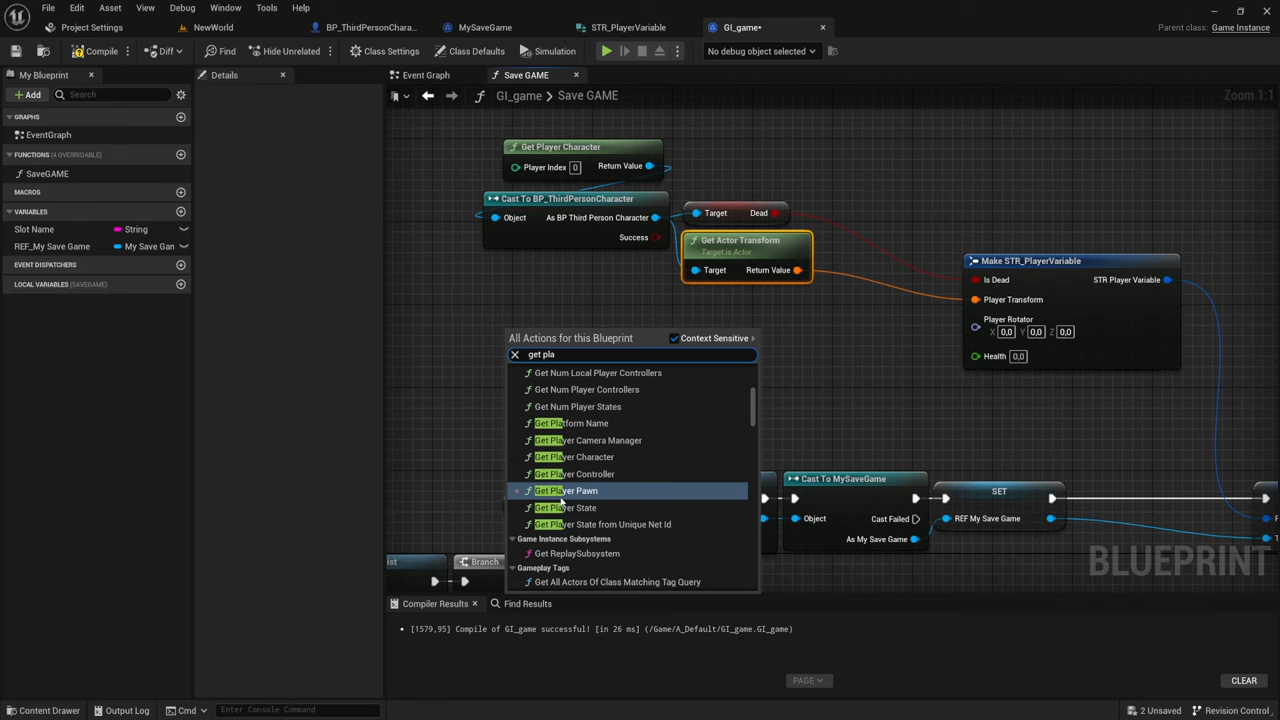 File Edit Asset View Debug Window Tools Help
Project Settings NewWorld BP_ThirdPersonChara... MySaveGame STR_PlayerVariable GI_game* Parent class: Game Instance
Compile Diff Find Hide Unrelated Class Settings Class Defaults Simulation No debug object selected
My Blueprint Details Event Graph Save GAME
Add Search GI_game > Save GAME Zoom 1:1
GRAPHS
EventGraph
FUNCTIONS (4 OVERRIDABLE)
SaveGAME
MACROS
VARIABLES
Slot Name String
REF_My Save Game My Save Gan
EVENT DISPATCHERS
LOCAL VARIABLES (SAVEGAME)
Get Player Character
Player Index 0 Return Value
Cast To BP_ThirdPersonCharacter
Object As BP Third Person Character
Success
Target Dead
Get Actor Transform
Target is Actor
Target Return Value
Make STR_PlayerVariable
Is Dead STR Player Variable
Player Transform
Player Rotator
X 0,0 Y 0,0 Z 0,0
Health 0,0
All Actions for this Blueprint Context Sensitive
get pla
Get Num Local Player Controllers
Get Num Player Controllers
Get Num Player States
Get Platform Name
Get Player Camera Manager
Get Player Character
Get Player Controller
Get Player Pawn
Get Player State
Get Player State from Unique Net Id
Game Instance Subsystems
Get ReplaySubsystem
Gameplay Tags
Get All Actors Of Class Matching Tag Query
Cast To MySaveGame
Object Cast Failed
As My Save Game
SET
REF My Save Game
ist Branch
BLUEPRINT
Compiler Results Find Results
[1579,95] Compile of GI_game successful! [in 26 ms] (/Game/A_Default/GI_game.GI_game)
PAGE CLEAR
Content Drawer Output Log Cmd Enter Console Command 2 Unsaved Revision Control